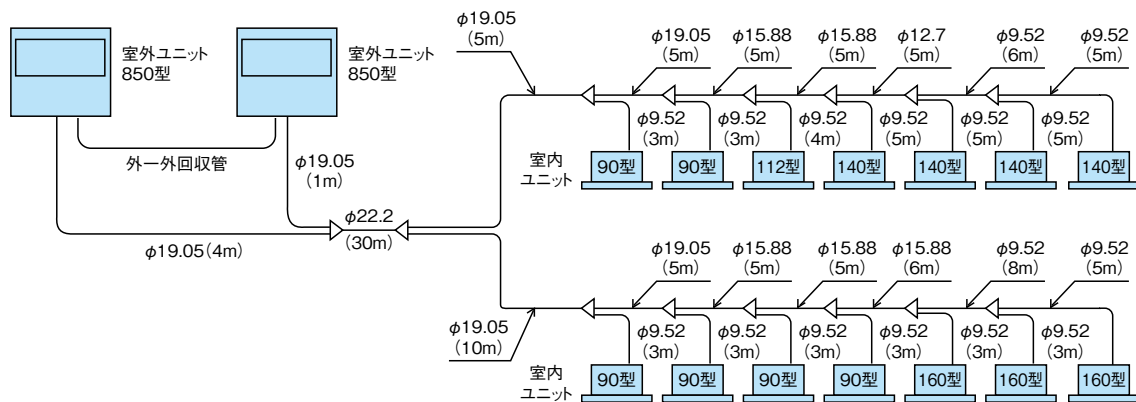 室外ユニット
850型
室外ユニット
850型
外ー外回収管
φ19.05
(1m)
φ19.05(4m)
φ22.2
(30m)
φ19.05
(5m)
φ19.05
(5m)
φ15.88
(5m)
φ15.88
(5m)
φ12.7
(5m)
φ9.52
(6m)
φ9.52
(5m)
φ9.52
(3m)
φ9.52
(3m)
φ9.52
(4m)
φ9.52
(5m)
φ9.52
(5m)
φ9.52
(5m)
室内
ユニット
90型
90型
112型
140型
140型
140型
140型
φ19.05
(10m)
φ19.05
(5m)
φ15.88
(5m)
φ15.88
(5m)
φ15.88
(6m)
φ9.52
(8m)
φ9.52
(5m)
φ9.52
(3m)
φ9.52
(3m)
φ9.52
(3m)
φ9.52
(3m)
φ9.52
(3m)
φ9.52
(3m)
室内
ユニット
90型
90型
90型
90型
160型
160型
160型